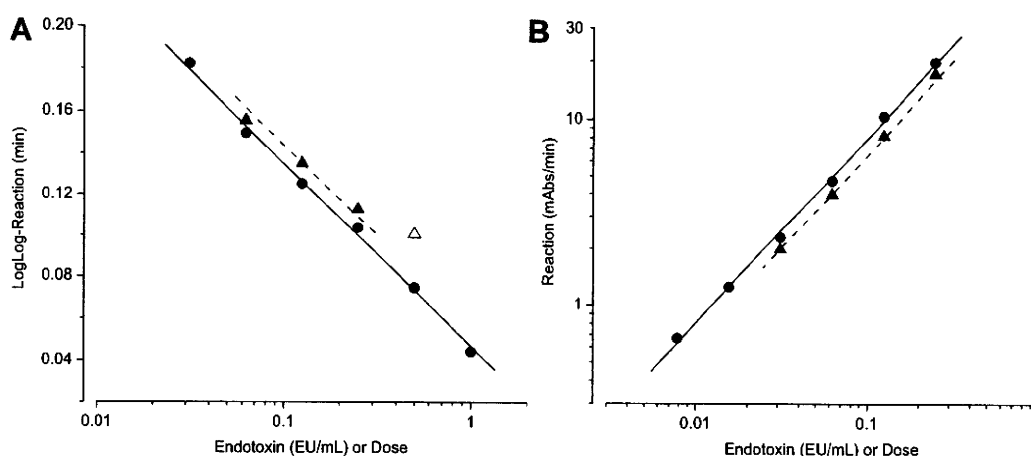 A
LogLog-Reaction (min)
0.20
0.16
0.12
0.08
0.04
0.01
0.1
1
Endotoxin (EU/mL) or Dose
B
Reaction (mAbs/min)
30
10
1
0.01
0.1
Endotoxin (EU/mL) or Dose